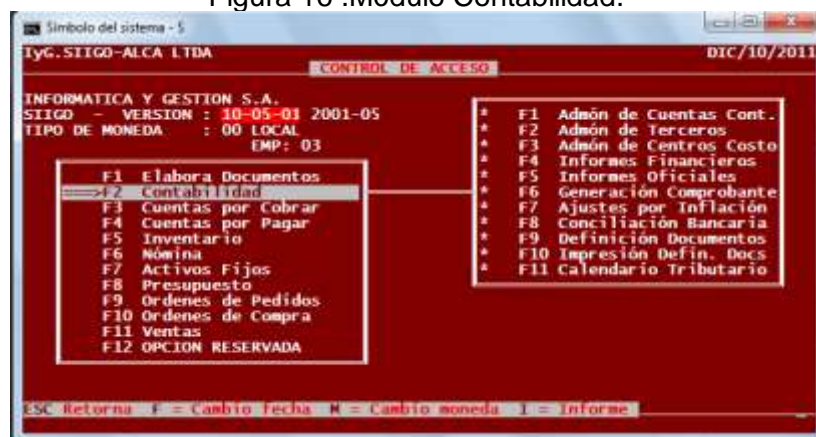 Figura 16 .Modulo Contabilidad.
Símbolo del sistema - S
IyG.SIIGO-ALCA LTDA DIC/10/2011
CONTROL DE ACCESO
INFORMATICA Y GESTION S.A.
SIIGO - VERSION : 10-05-01 2001-05
TIPO DE MONEDA : 00 LOCAL
EMP: 03
F1 Elabora Documentos
===>F2 Contabilidad
F3 Cuentas por Cobrar
F4 Cuentas por Pagar
F5 Inventario
F6 Nómina
F7 Activos Fijos
F8 Presupuesto
F9 Ordenes de Pedidos
F10 Ordenes de Compra
F11 Ventas
F12 OPCION RESERVADA
* F1 Admón de Cuentas Cont.
* F2 Admón de Terceros
* F3 Admón de Centros Costo
* F4 Informes Financieros
* F5 Informes Oficiales
* F6 Generación Comprobante
* F7 Ajustes por Inflación
* F8 Conciliación Bancaria
* F9 Definición Documentos
* F10 Impresión Defin. Docs
* F11 Calendario Tributario
ESC Retorna F = Cambio fecha M = Cambio moneda I = Informe